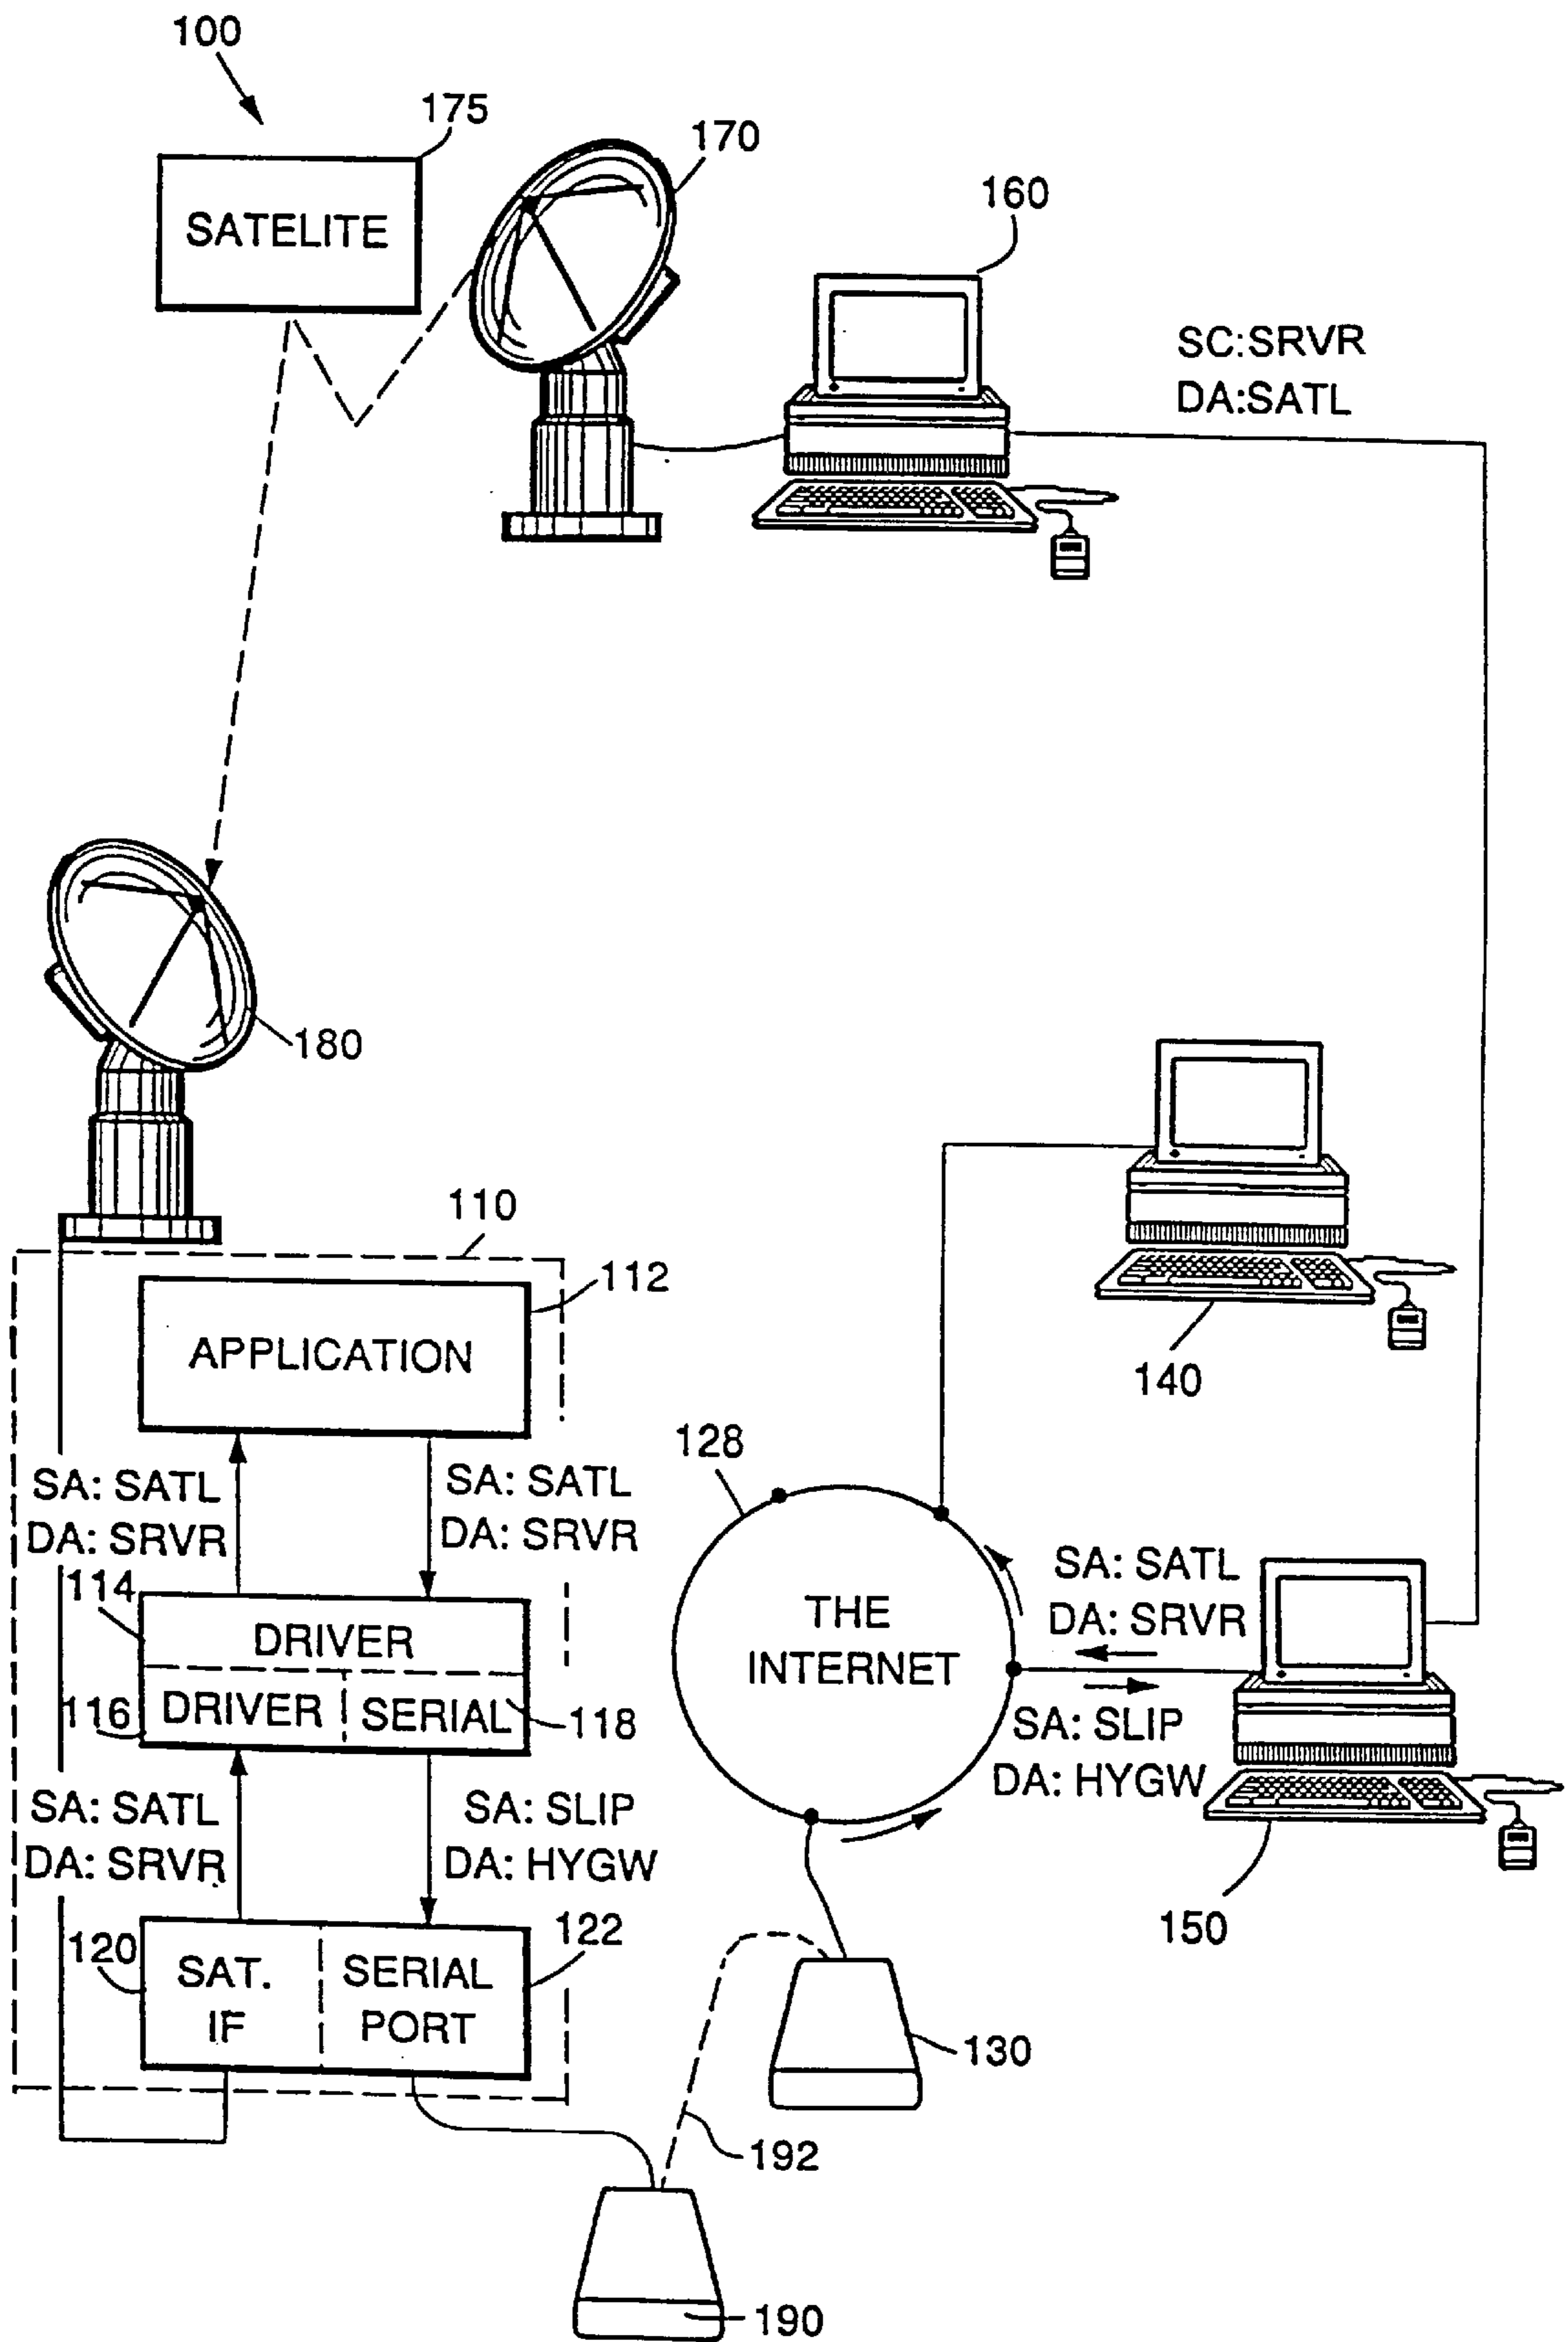 100
175
SATELITE
170
160
SC:SRVR
DA:SATL
180
110
112
APPLICATION
140
SA: SATL
DA: SRVR
SA: SATL
DA: SRVR
128
THE
INTERNET
SA: SATL
DA: SRVR
SA: SLIP
DA: HYGW
114
DRIVER
116
DRIVER
SERIAL
118
SA: SATL
DA: SRVR
SA: SLIP
DA: HYGW
150
120
SAT.
IF
SERIAL
PORT
122
130
192
190